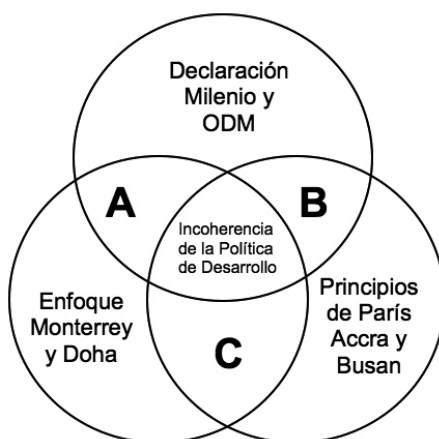 Declaración
Milenio y
ODM
A
B
Incoherencia
de la Política
de Desarrollo
Enfoque
Monterrey
y Doha
Principios
de París
Accra y
Busan
C